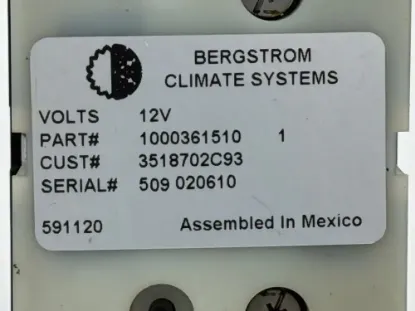 BERGSTROM
CLIMATE SYSTEMS
VOLTS 12V
PART# 1000361510 1
CUST# 3518702C93
SERIAL# 509 020610
591120 Assembled In Mexico